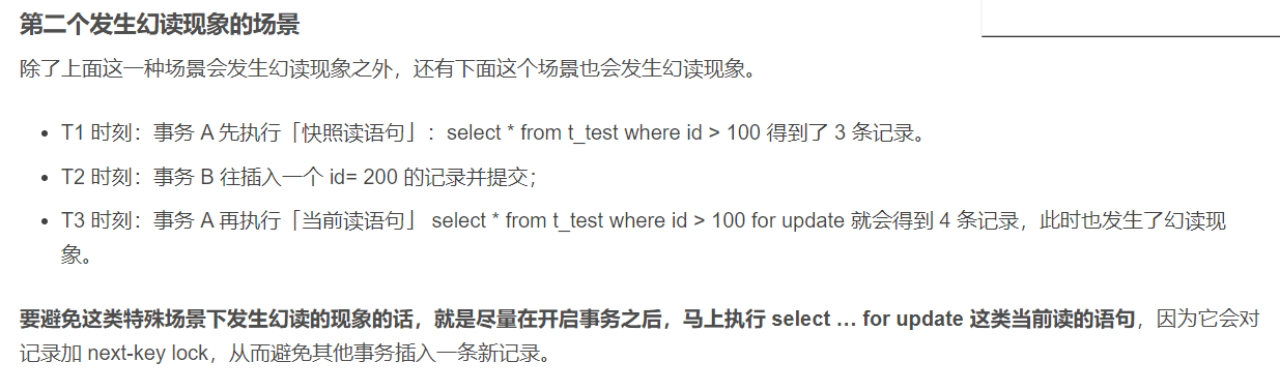 第二个发生幻读现象的场景
除了上面这一种场景会发生幻读现象之外，还有下面这个场景也会发生幻读现象。
• T1 时刻：事务 A 先执行「快照读语句」：select * from t_test where id > 100 得到了 3 条记录。
• T2 时刻：事务 B 往插入一个 id= 200 的记录并提交；
• T3 时刻：事务 A 再执行「当前读语句」 select * from t_test where id > 100 for update 就会得到 4 条记录，此时也发生了幻读现
象。
要避免这类特殊场景下发生幻读的现象的话，就是尽量在开启事务之后，马上执行 select ... for update 这类当前读的语句，因为它会对
记录加 next-key lock，从而避免其他事务插入一条新记录。